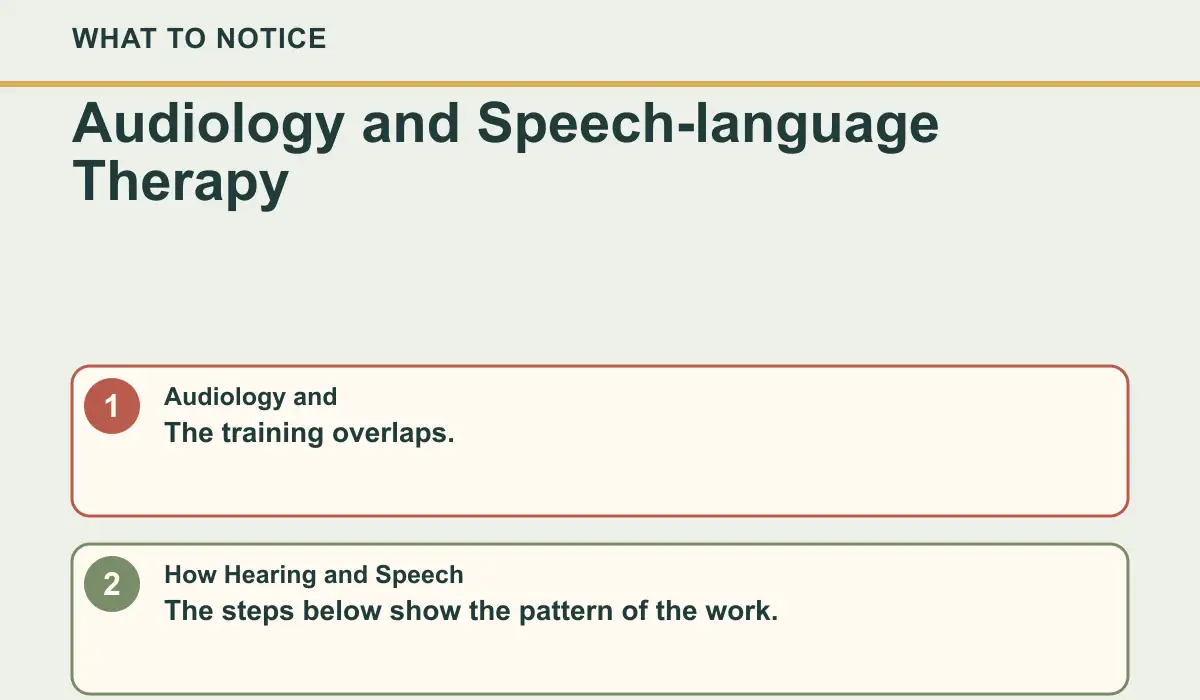 WHAT TO NOTICE
Audiology and Speech-language
Therapy
1
Audiology and
The training overlaps.
2
How Hearing and Speech
The steps below show the pattern of the work.